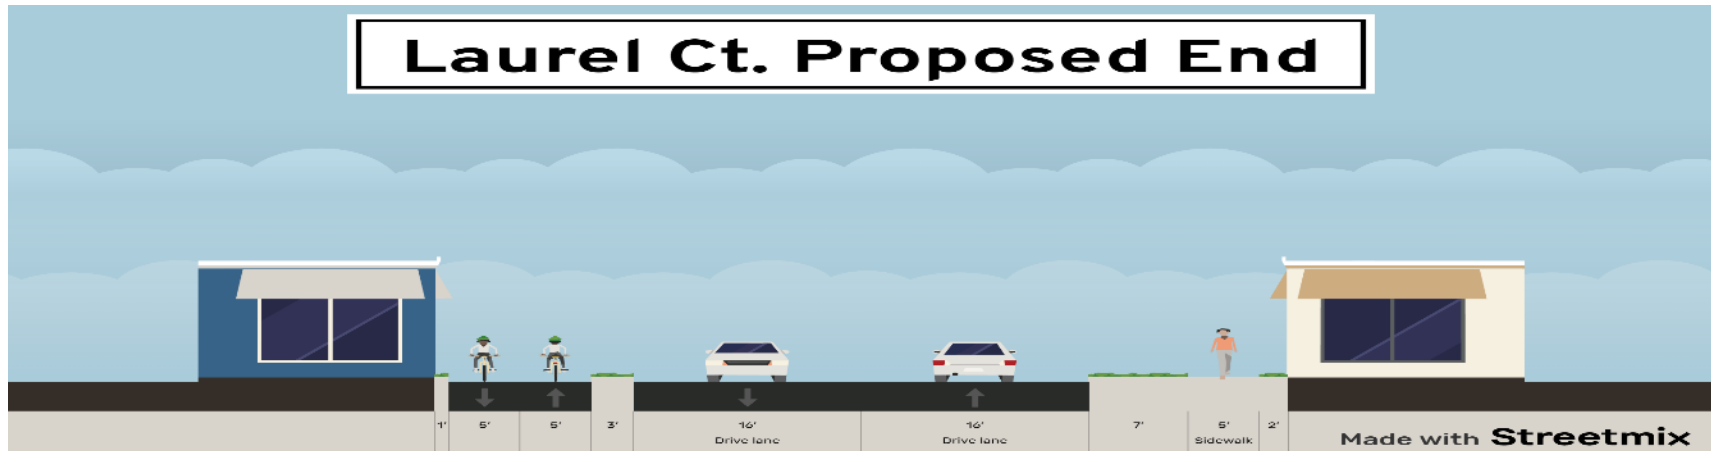 Laurel Ct. Proposed End
1' 5' 5' 3' 16' 16' 7' 5' 2'
Drive lane Drive lane Sidewalk
Made with Streetmix